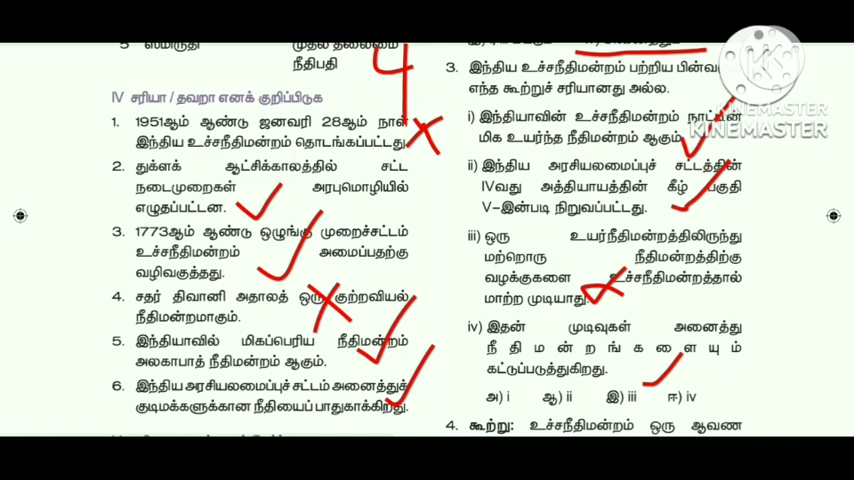 5 ஸ்மிருதி முதல் தலைமை
நீதிபதி
4
IV சரியா / தவறா எனக் குறிப்பிடுக
1. 1951ஆம் ஆண்டு ஜனவரி 28ஆம் நாள்
இந்திய உச்சநீதிமன்றம் தொடங்கப்பட்டது.
2. துக்ளக் ஆட்சிக்காலத்தில் சட்ட
நடைமுறைகள் அரபுமொழியில்
எழுதப்பட்டன.
3. 1773ஆம் ஆண்டு ஒழுங்கு முறைச்சட்டம்
உச்சநீதிமன்றம் அமைப்பதற்கு
வழிவகுத்தது.
4. சதர் திவானி அதாலத் ஒரு குற்றவியல்
நீதிமன்றமாகும்.
5. இந்தியாவில் மிகப்பெரிய நீதிமன்றம்
அலகாபாத் நீதிமன்றம் ஆகும்.
6. இந்திய அரசியலமைப்புச் சட்டம் அனைத்துக்
குடிமக்களுக்கான நீதியைப் பாதுகாக்கிறது.
3. இந்திய உச்சநீதிமன்றம் பற்றிய
எந்த கூற்றுச் சரியானது அல்ல.
i) இந்தியாவின் உச்சநீதிமன்றம் நாட்டின்
மிக உயர்ந்த நீதிமன்றம் ஆகும்.
ii) இந்திய அரசியலமைப்புச் சட்டத்தின்
IVவது அத்தியாயத்தின் கீழ் பகுதி
V-இன்படி நிறுவப்பட்டது.
iii) ஒரு உயர்நீதிமன்றத்திலிருந்து
மற்றொரு நீதிமன்றத்திற்கு
வழக்குகளை உச்சநீதிமன்றத்தால்
மாற்ற முடியாது.
iv) இதன் முடிவுகள் அனைத்து
நீ தி ம ன் ற ங் க ளை யு ம்
கட்டுப்படுத்துகிறது.
அ) i ஆ) ii இ) iii ஈ) iv
4. கூற்று: உச்சநீதிமன்றம் ஒரு ஆவண
KINEMASTER
KINEMASTER